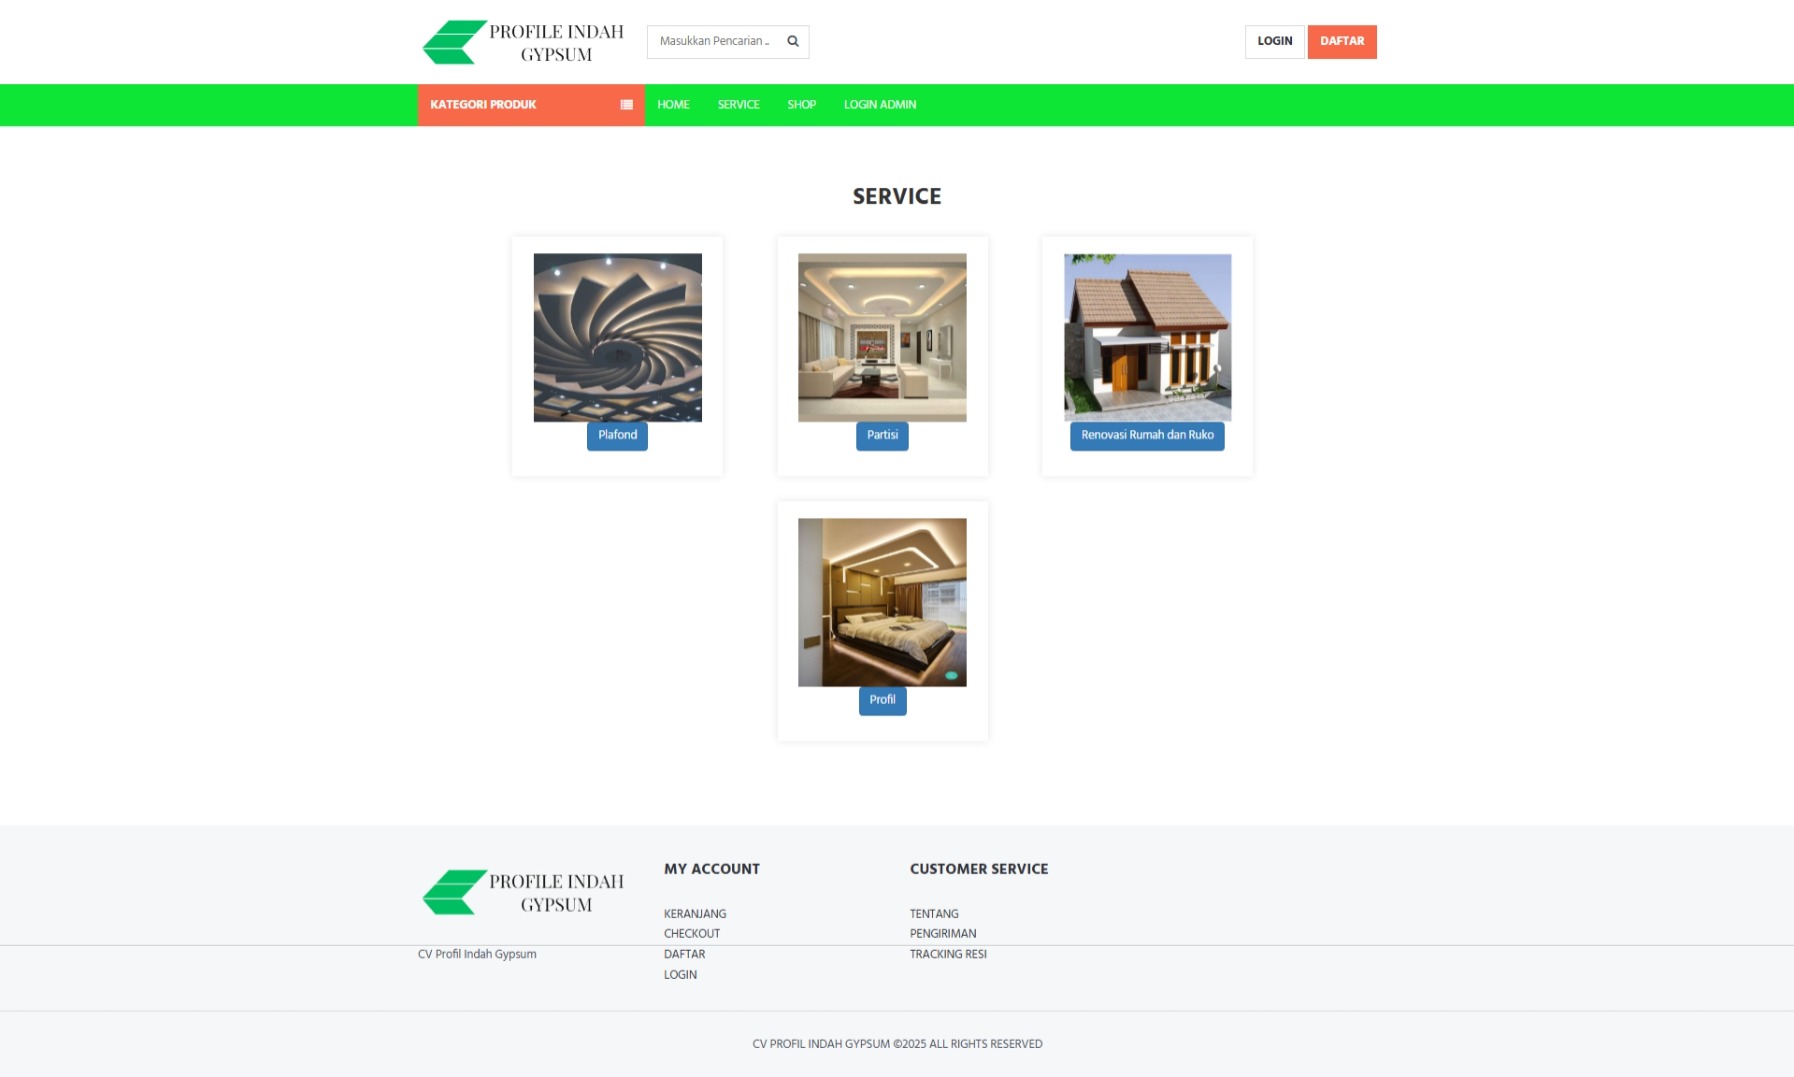 PROFILE INDAH
GYPSUM
Masukkan Pencarian ..
LOGIN
DAFTAR
KATEGORI PRODUK
HOME
SERVICE
SHOP
LOGIN ADMIN
SERVICE
Plafond
Partisi
Renovasi Rumah dan Ruko
Profil
PROFILE INDAH
GYPSUM
CV Profil Indah Gypsum
MY ACCOUNT
KERANJANG
CHECKOUT
DAFTAR
LOGIN
CUSTOMER SERVICE
TENTANG
PENGIRIMAN
TRACKING RESI
CV PROFIL INDAH GYPSUM ©2025 ALL RIGHTS RESERVED